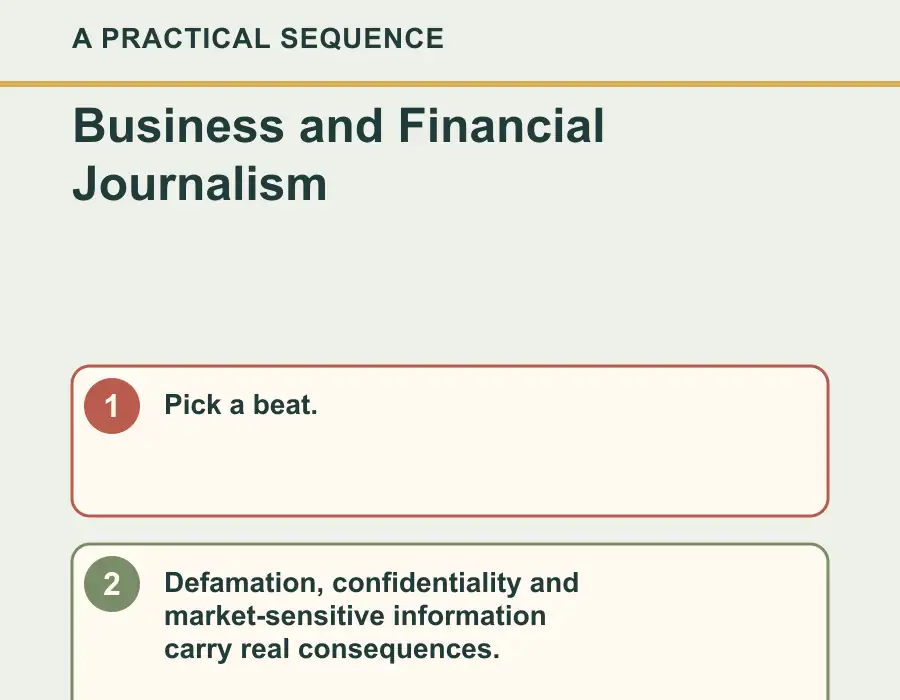 A PRACTICAL SEQUENCE
Business and Financial
Journalism
1
Pick a beat.
2
Defamation, confidentiality and
market-sensitive information
carry real consequences.